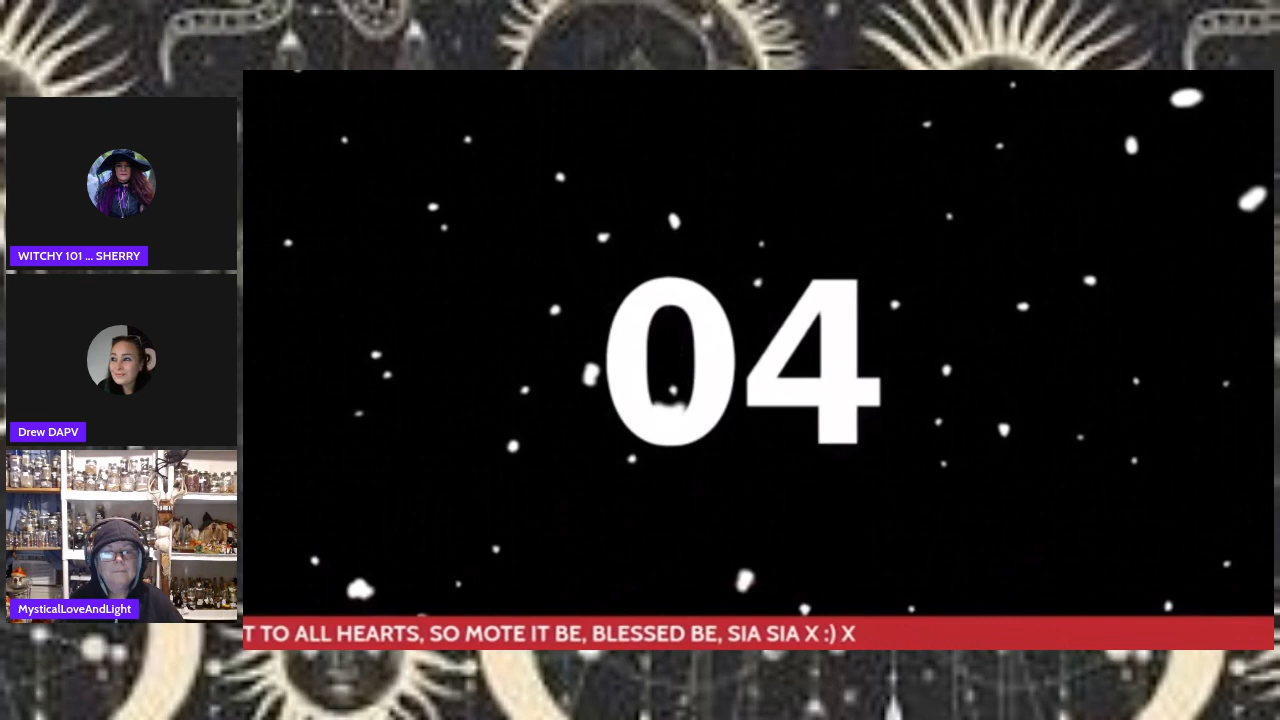 WITCHY 101 ... SHERRY
Drew DAPV
MysticalLoveAndLight
04
T TO ALL HEARTS, SO MOTE IT BE, BLESSED BE, SIA SIA X :) X